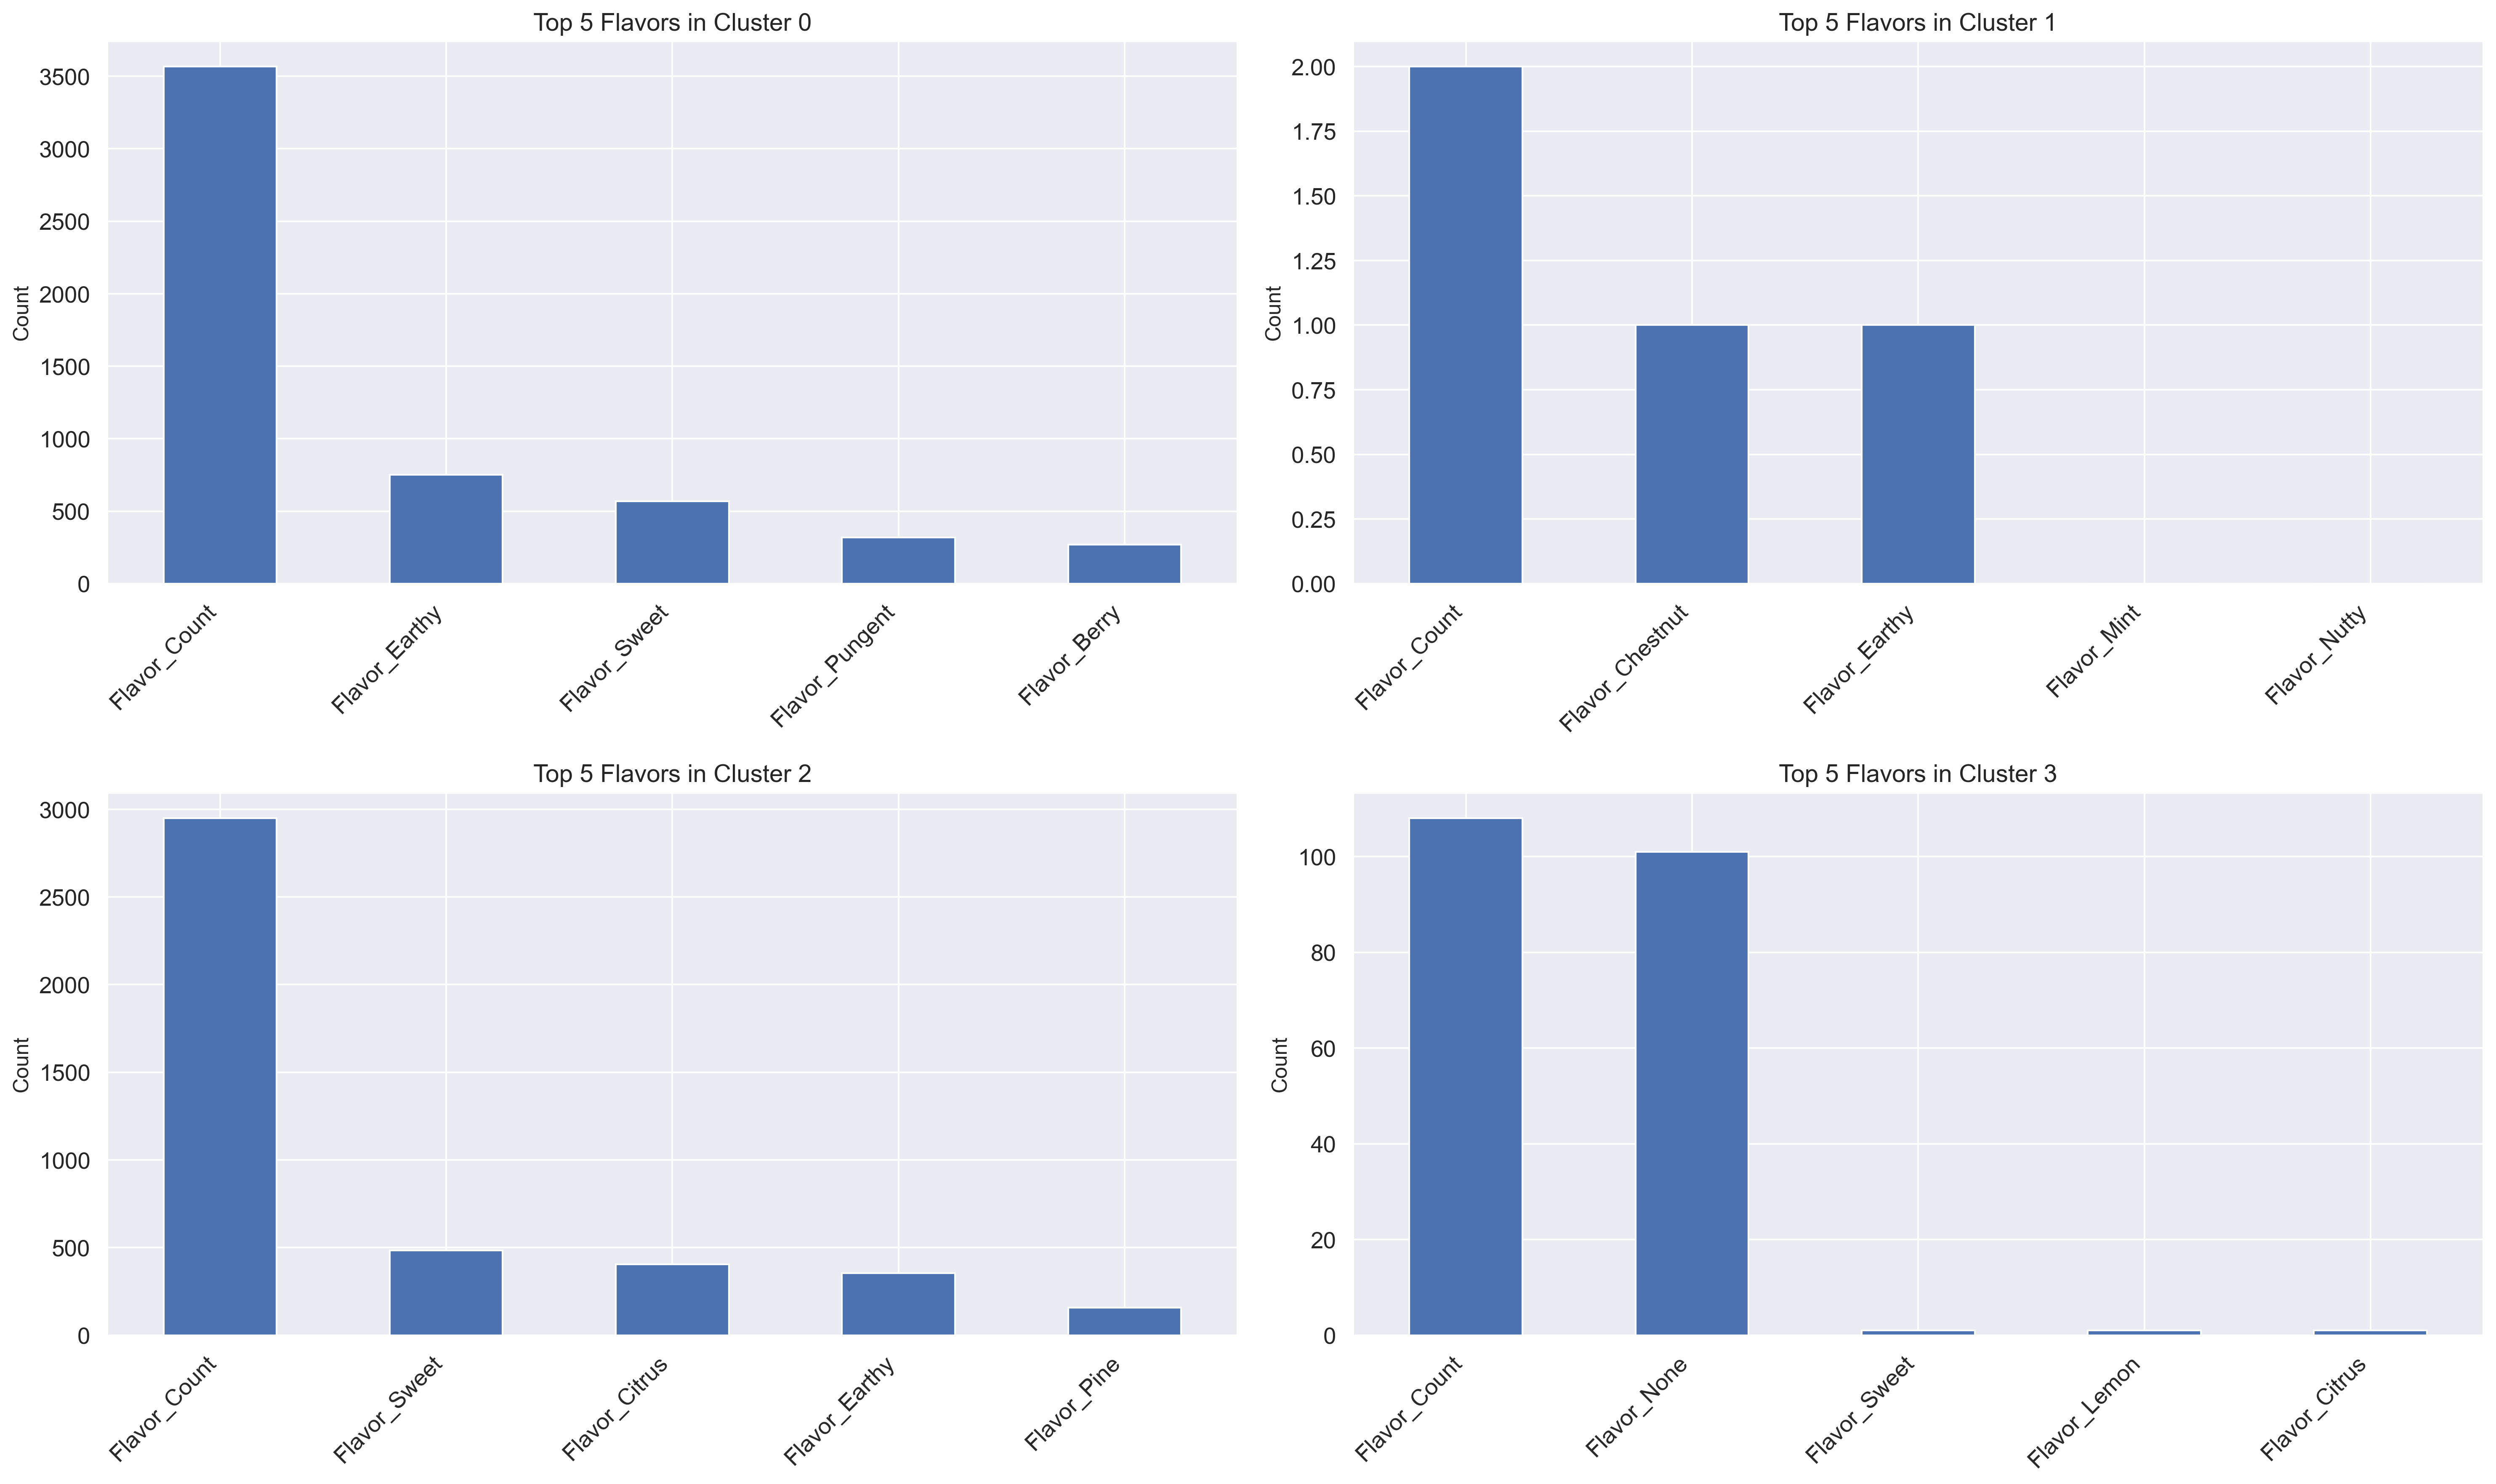 Top 5 Flavors in Cluster 0
Count
3500
3000
2500
2000
1500
1000
500
0
Flavor_Count
Flavor_Earthy
Flavor_Sweet
Flavor_Pungent
Flavor_Berry
Top 5 Flavors in Cluster 1
Count
2.00
1.75
1.50
1.25
1.00
0.75
0.50
0.25
0.00
Flavor_Count
Flavor_Chestnut
Flavor_Earthy
Flavor_Mint
Flavor_Nutty
Top 5 Flavors in Cluster 2
Count
3000
2500
2000
1500
1000
500
0
Flavor_Count
Flavor_Sweet
Flavor_Citrus
Flavor_Earthy
Flavor_Pine
Top 5 Flavors in Cluster 3
Count
100
80
60
40
20
0
Flavor_Count
Flavor_None
Flavor_Sweet
Flavor_Lemon
Flavor_Citrus